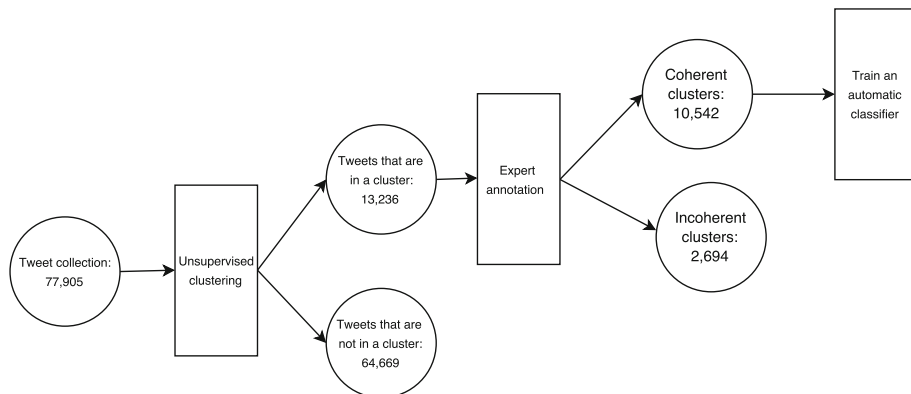 Tweet collection:
77,905
Unsupervised
clustering
Tweets that are
in a cluster:
13,236
Tweets that are
not in a cluster:
64,669
Expert
annotation
Coherent
clusters:
10,542
Incoherent
clusters:
2,694
Train an
automatic
classifier